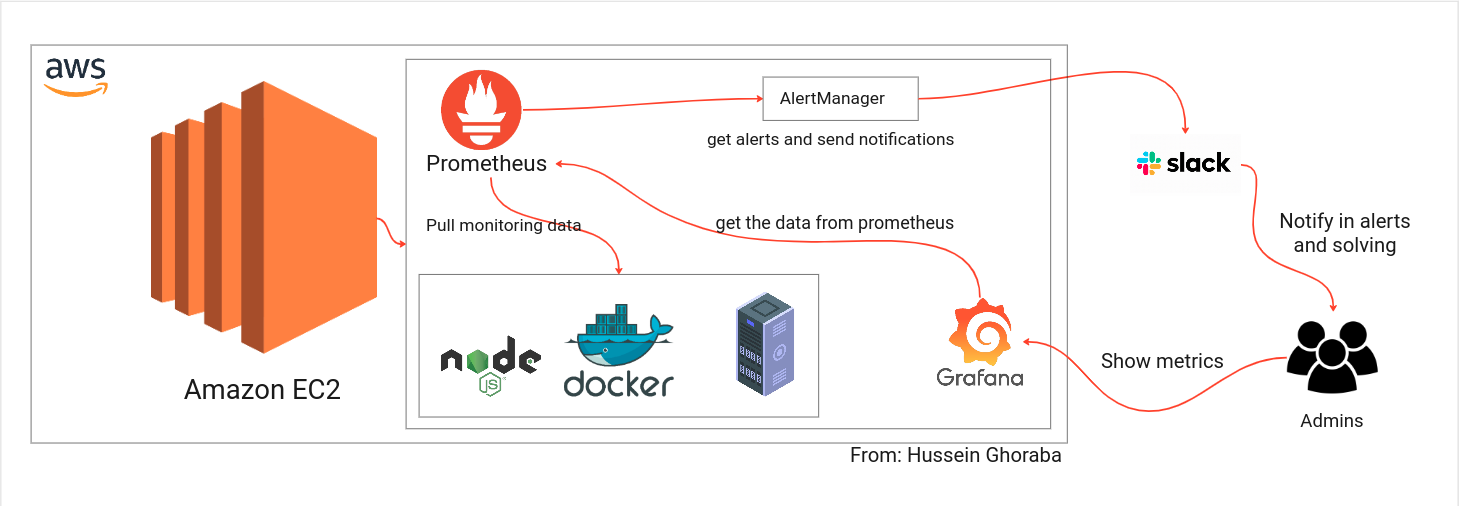 aws
AlertManager
get alerts and send notifications
Prometheus
slack
Pull monitoring data
get the data from prometheus
Notify in alerts
and solving
node
JS
docker
Amazon EC2
Grafana
Show metrics
Admins
From: Hussein Ghoraba